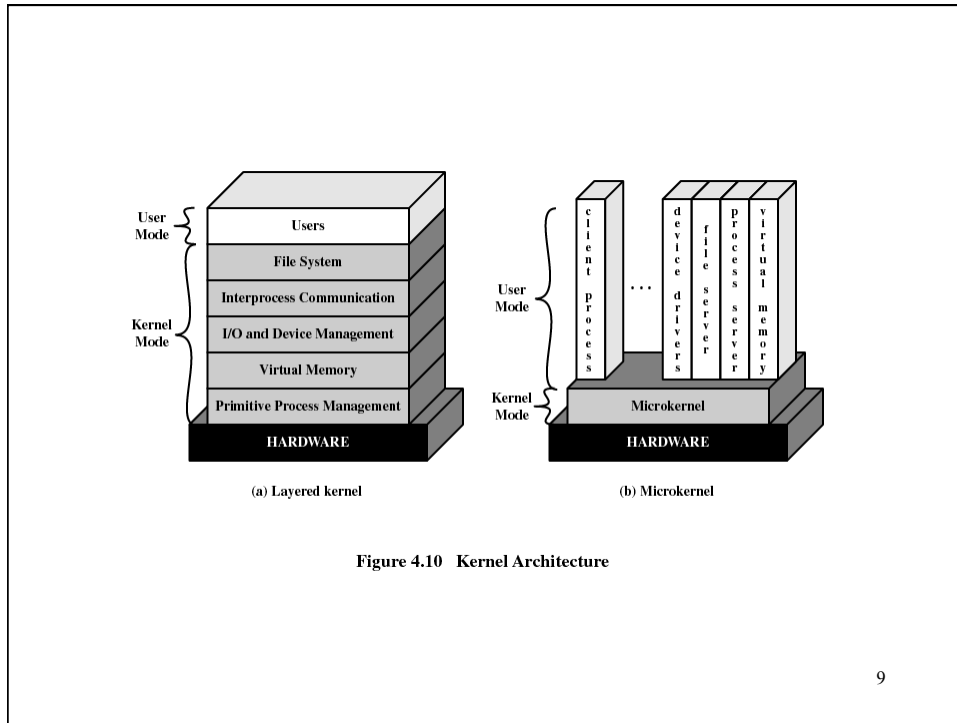 User
Mode
Kernel
Mode
Users
File System
Interprocess Communication
I/O and Device Management
Virtual Memory
Primitive Process Management
HARDWARE
(a) Layered kernel
User
Mode
Kernel
Mode
client process
...
device drivers
file server
process server
virtual memory
Microkernel
HARDWARE
(b) Microkernel
Figure 4.10 Kernel Architecture
9